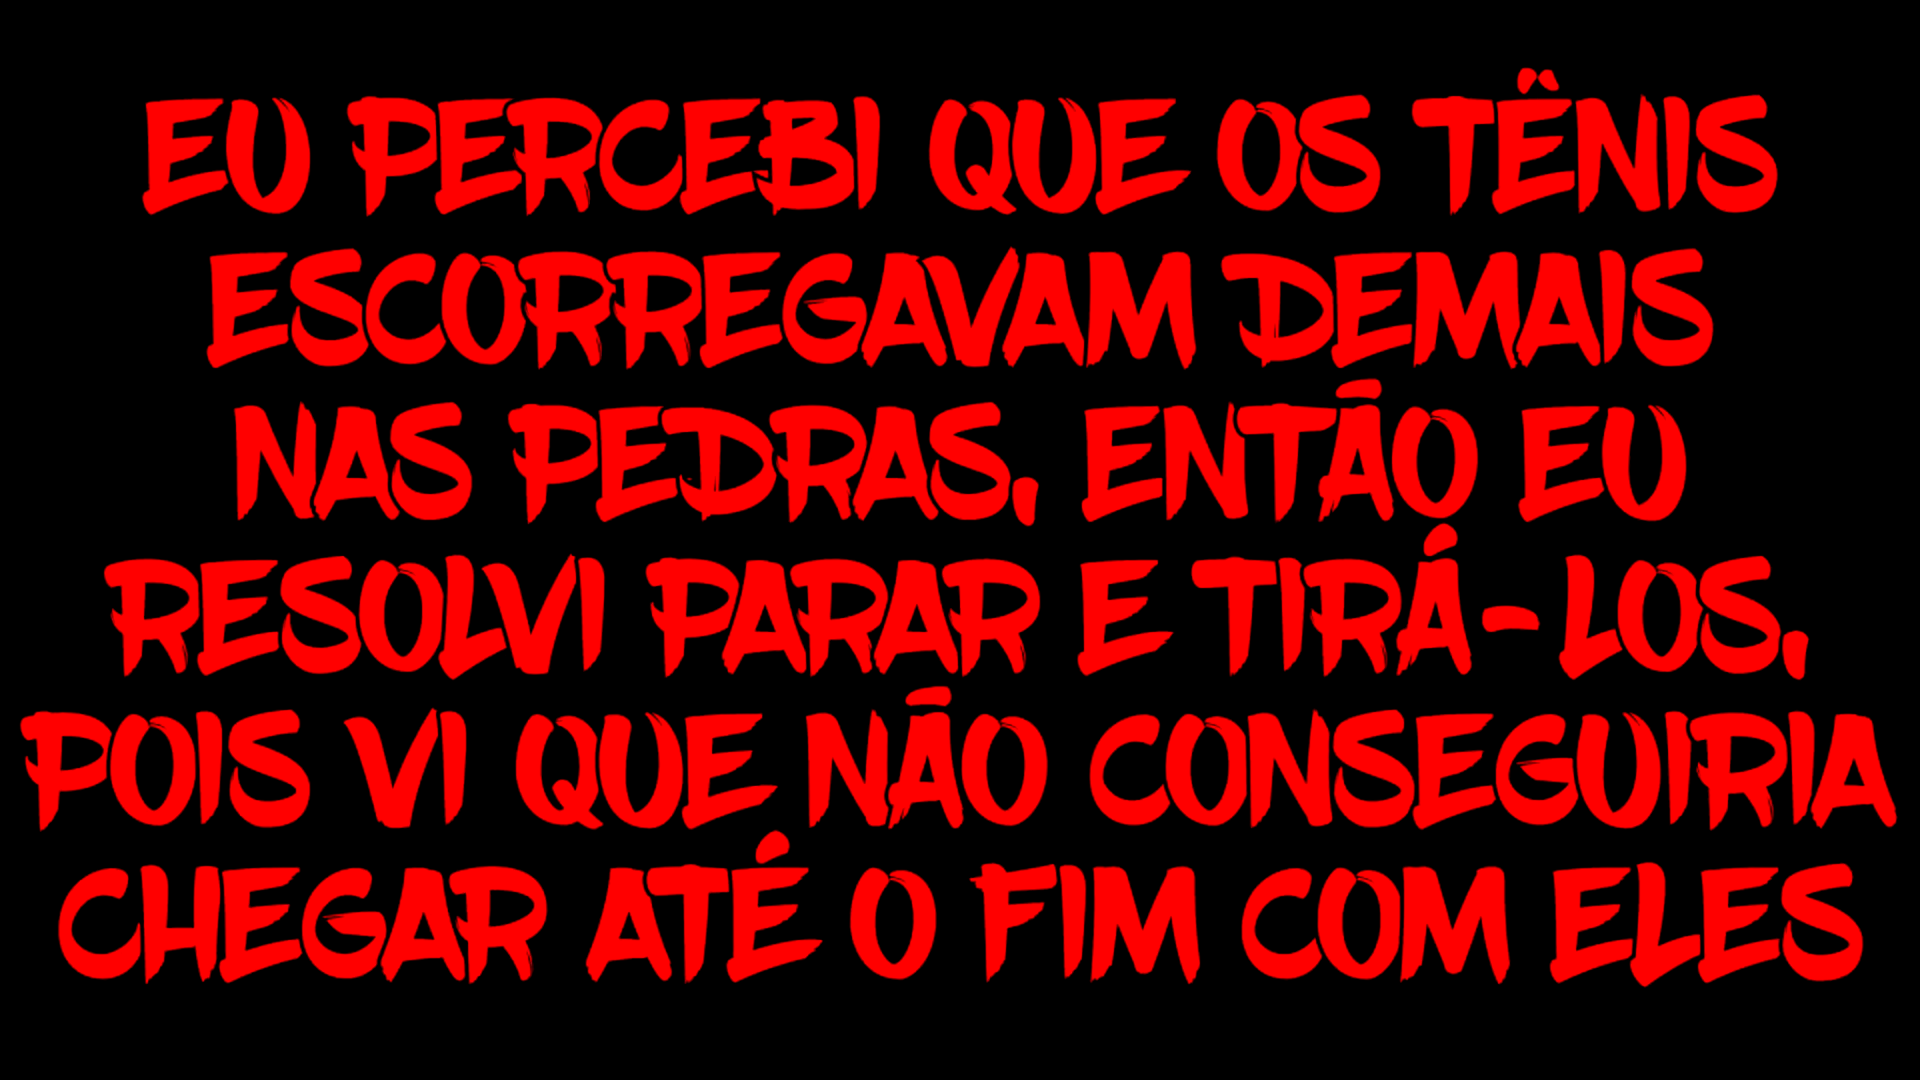 EU PERCEBI QUE OS TÊNIS
ESCORREGAVAM DEMAIS
NAS PEDRAS, ENTÃO EU
RESOLVI PARAR E TIRÁ-LOS,
POIS VI QUE NÃO CONSEGUIRIA
CHEGAR ATÉ O FIM COM ELES